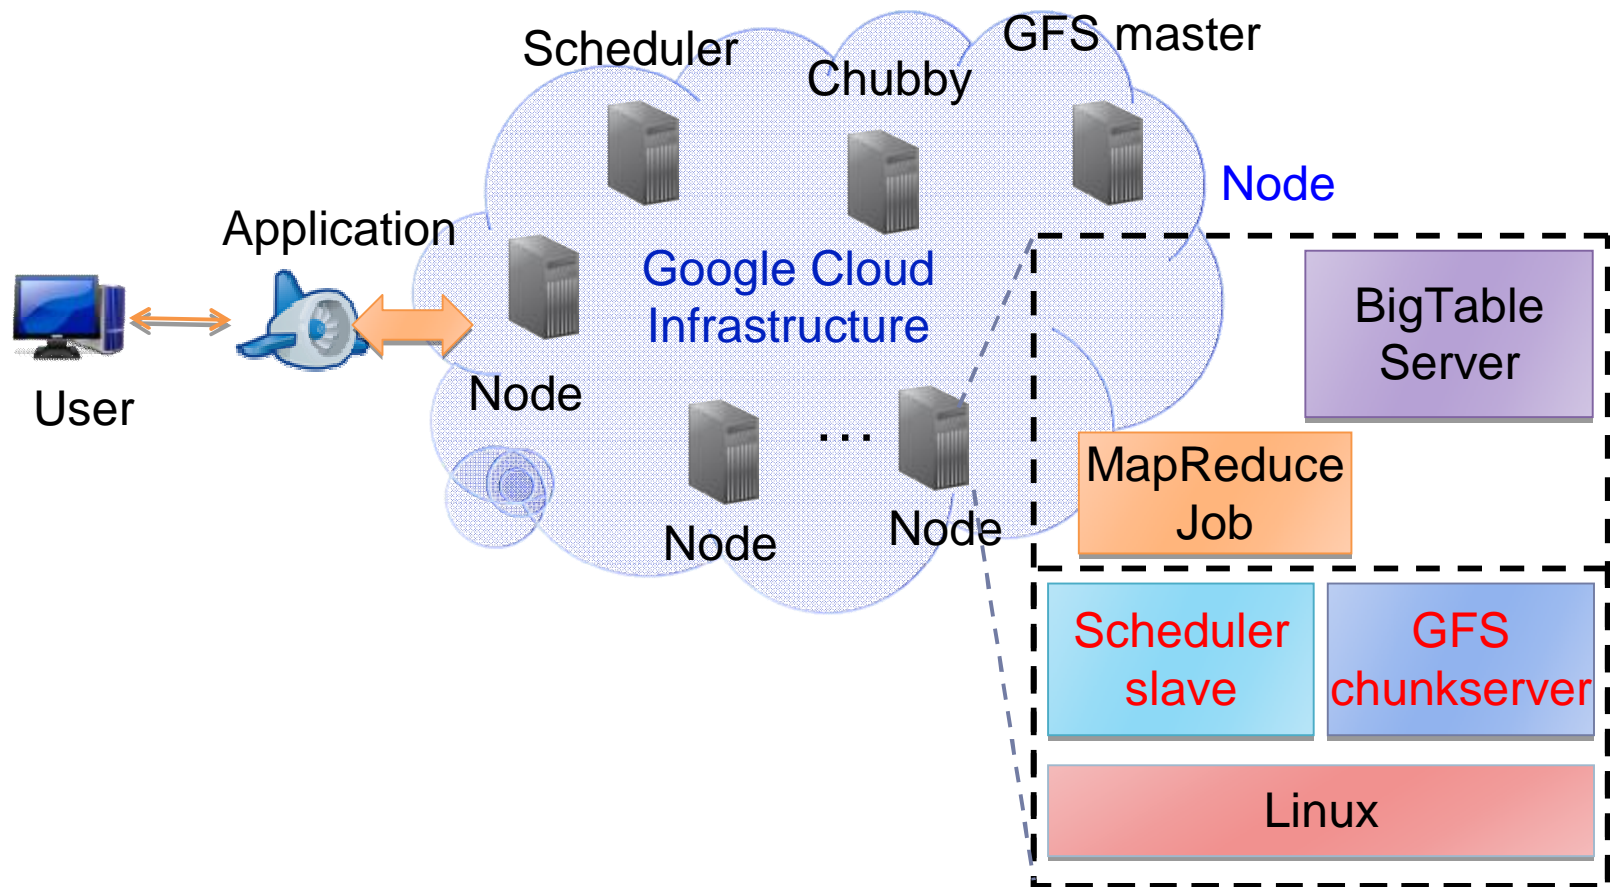 Scheduler
GFS master
Chubby
Node
Application
Google Cloud
Infrastructure
BigTable
Server
User
Node
...
MapReduce
Job
Node
Node
Scheduler
slave
GFS
chunkserver
Linux